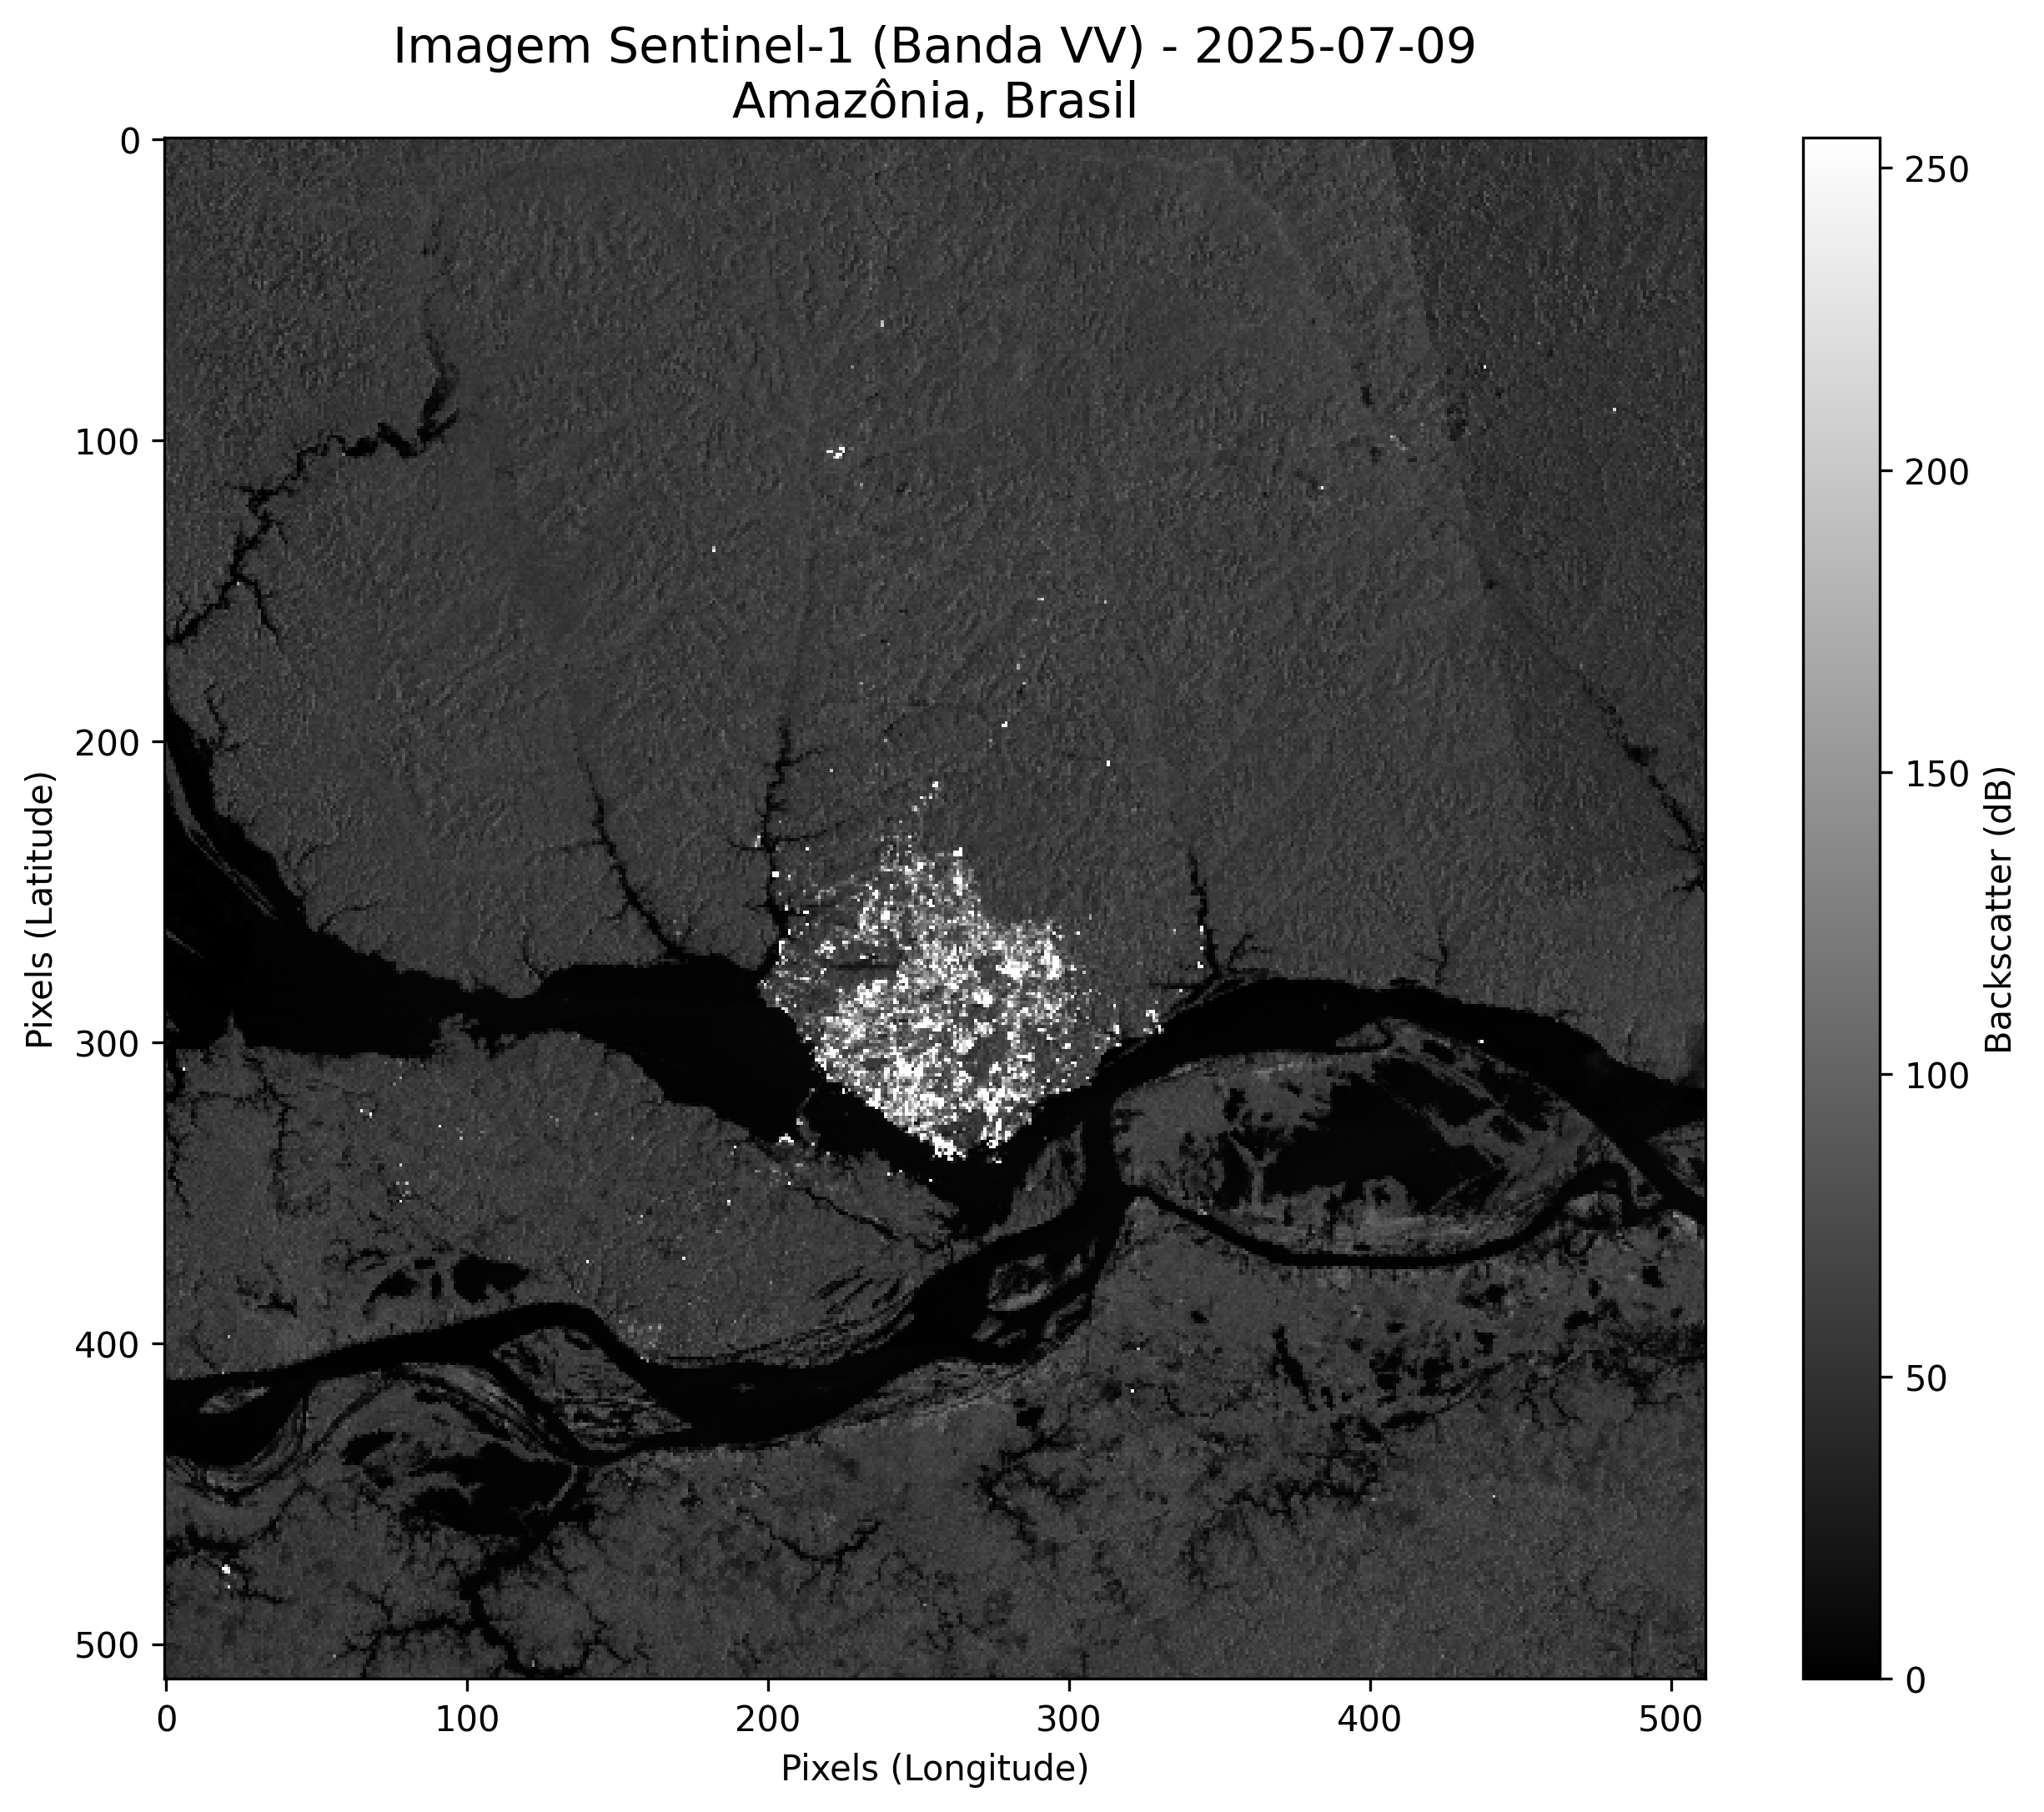 Imagem Sentinel-1 (Banda VV) - 2025-07-09
Amazônia, Brasil
0
100
200
300
400
500
Pixels (Latitude)
0 100 200 300 400 500
Pixels (Longitude)
250
200
150
100
50
0
Backscatter (dB)